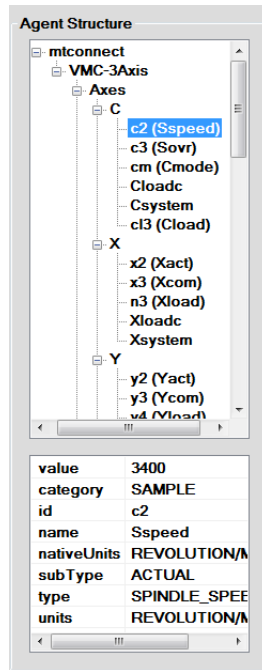 Agent Structure
mtconnect
VMC-3Axis
Axes
C
c2 (Sspeed)
c3 (Sovr)
cm (Cmode)
Cloadc
Csystem
cl3 (Cload)
X
x2 (Xact)
x3 (Xcom)
n3 (Xload)
Xloadc
Xsystem
Y
y2 (Yact)
y3 (Ycom)
y4 (Yload)
value 3400
category SAMPLE
id c2
name Sspeed
nativeUnits REVOLUTION/M
subType ACTUAL
type SPINDLE_SPEE
units REVOLUTION/M